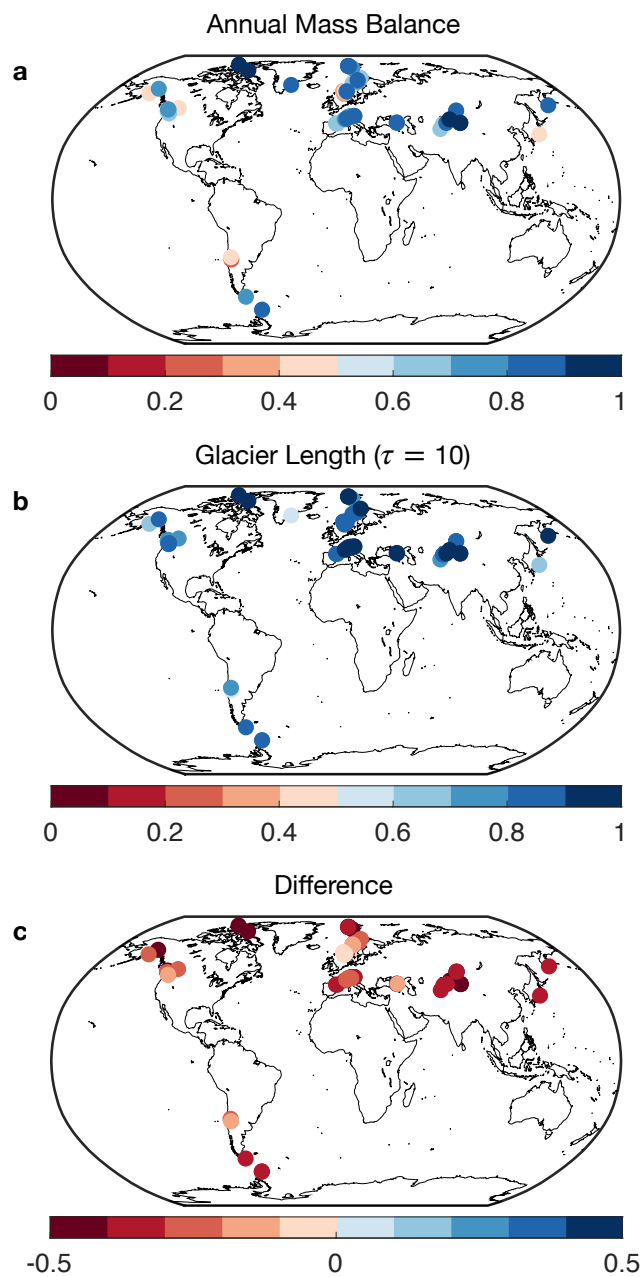 Annual Mass Balance
a
0 0.2 0.4 0.6 0.8 1
Glacier Length (τ = 10)
b
0 0.2 0.4 0.6 0.8 1
Difference
c
-0.5 0 0.5